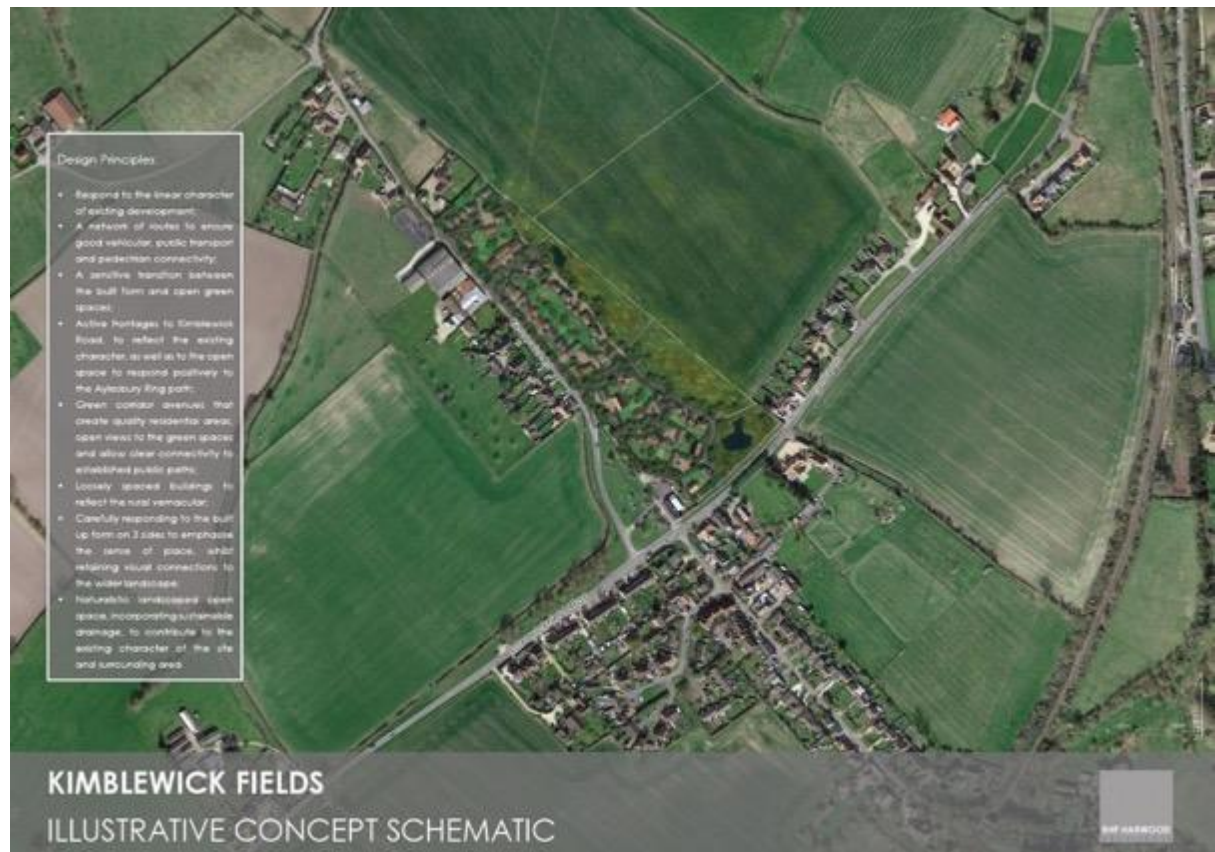 Design Principles
• Respond to the linear character
of existing development;
• A network of routes to ensure
good vehicular, public transport
and pedestrian connectivity;
• A sensitive transition between
the built form and open green
spaces;
• Active frontages to Kimblewick
Road, to reflect the existing
character, as well as to the open
space to respond positively to
the Aylesbury Ring path;
• Green corridor avenues that
create quality residential areas,
open views to the green spaces
and allow clear connectivity to
established public paths;
• Loosely spaced buildings to
reflect the rural vernacular;
• Carefully responding to the built
up form on 3 sides to emphasise
the sense of place, whilst
retaining visual connections to
the wider landscape;
• Naturalistic landscaped open
space, incorporating sustainable
drainage, to contribute to the
existing character of the site
and surrounding area
KIMBLEWICK FIELDS
ILLUSTRATIVE CONCEPT SCHEMATIC
HARWOOD